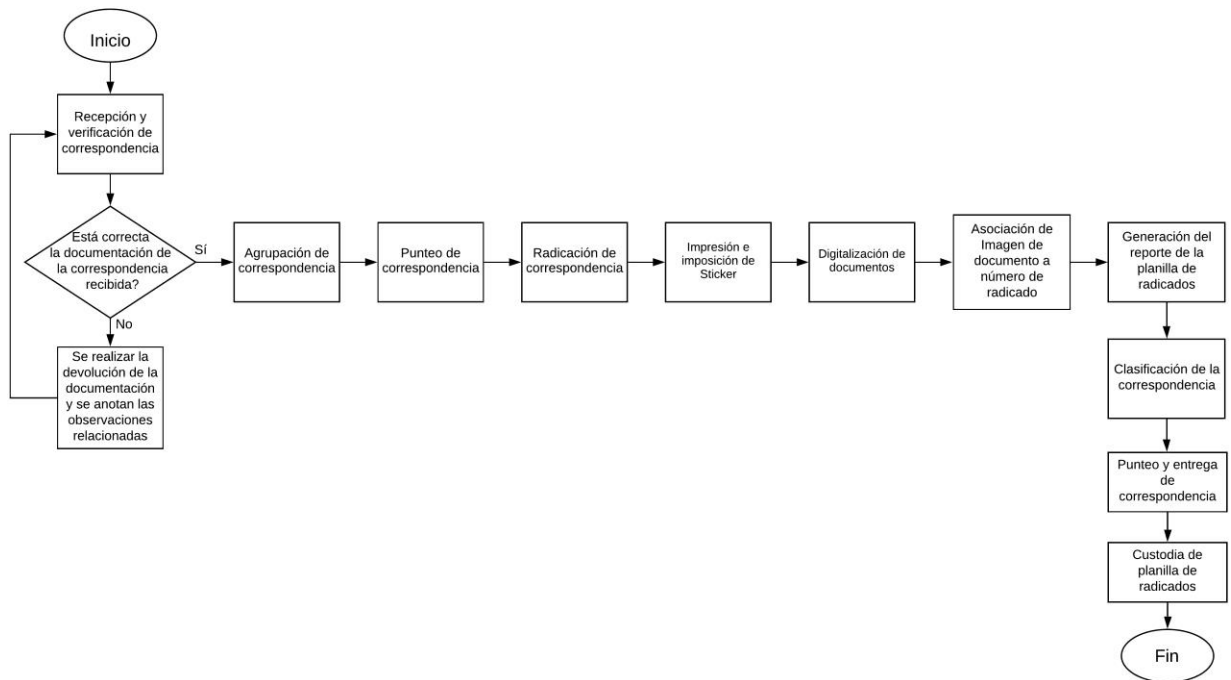 Inicio
Recepción y
verificación de
correspondencia
Está correcta
la documentación de
la correspondencia
recibida?
Sí
No
Se realizar la
devolución de la
documentación
y se anotan las
observaciones
relacionadas
Agrupación de
correspondencia
Punteo de
correspondencia
Radicación de
correspondencia
Impresión e
imposición de
Sticker
Digitalización de
documentos
Asociación de
Imagen de
documento a
número de
radicado
Generación del
reporte de la
planilla de
radicados
Clasificación de la
correspondencia
Punteo y entrega
de
correspondencia
Custodia de
planilla de
radicados
Fin